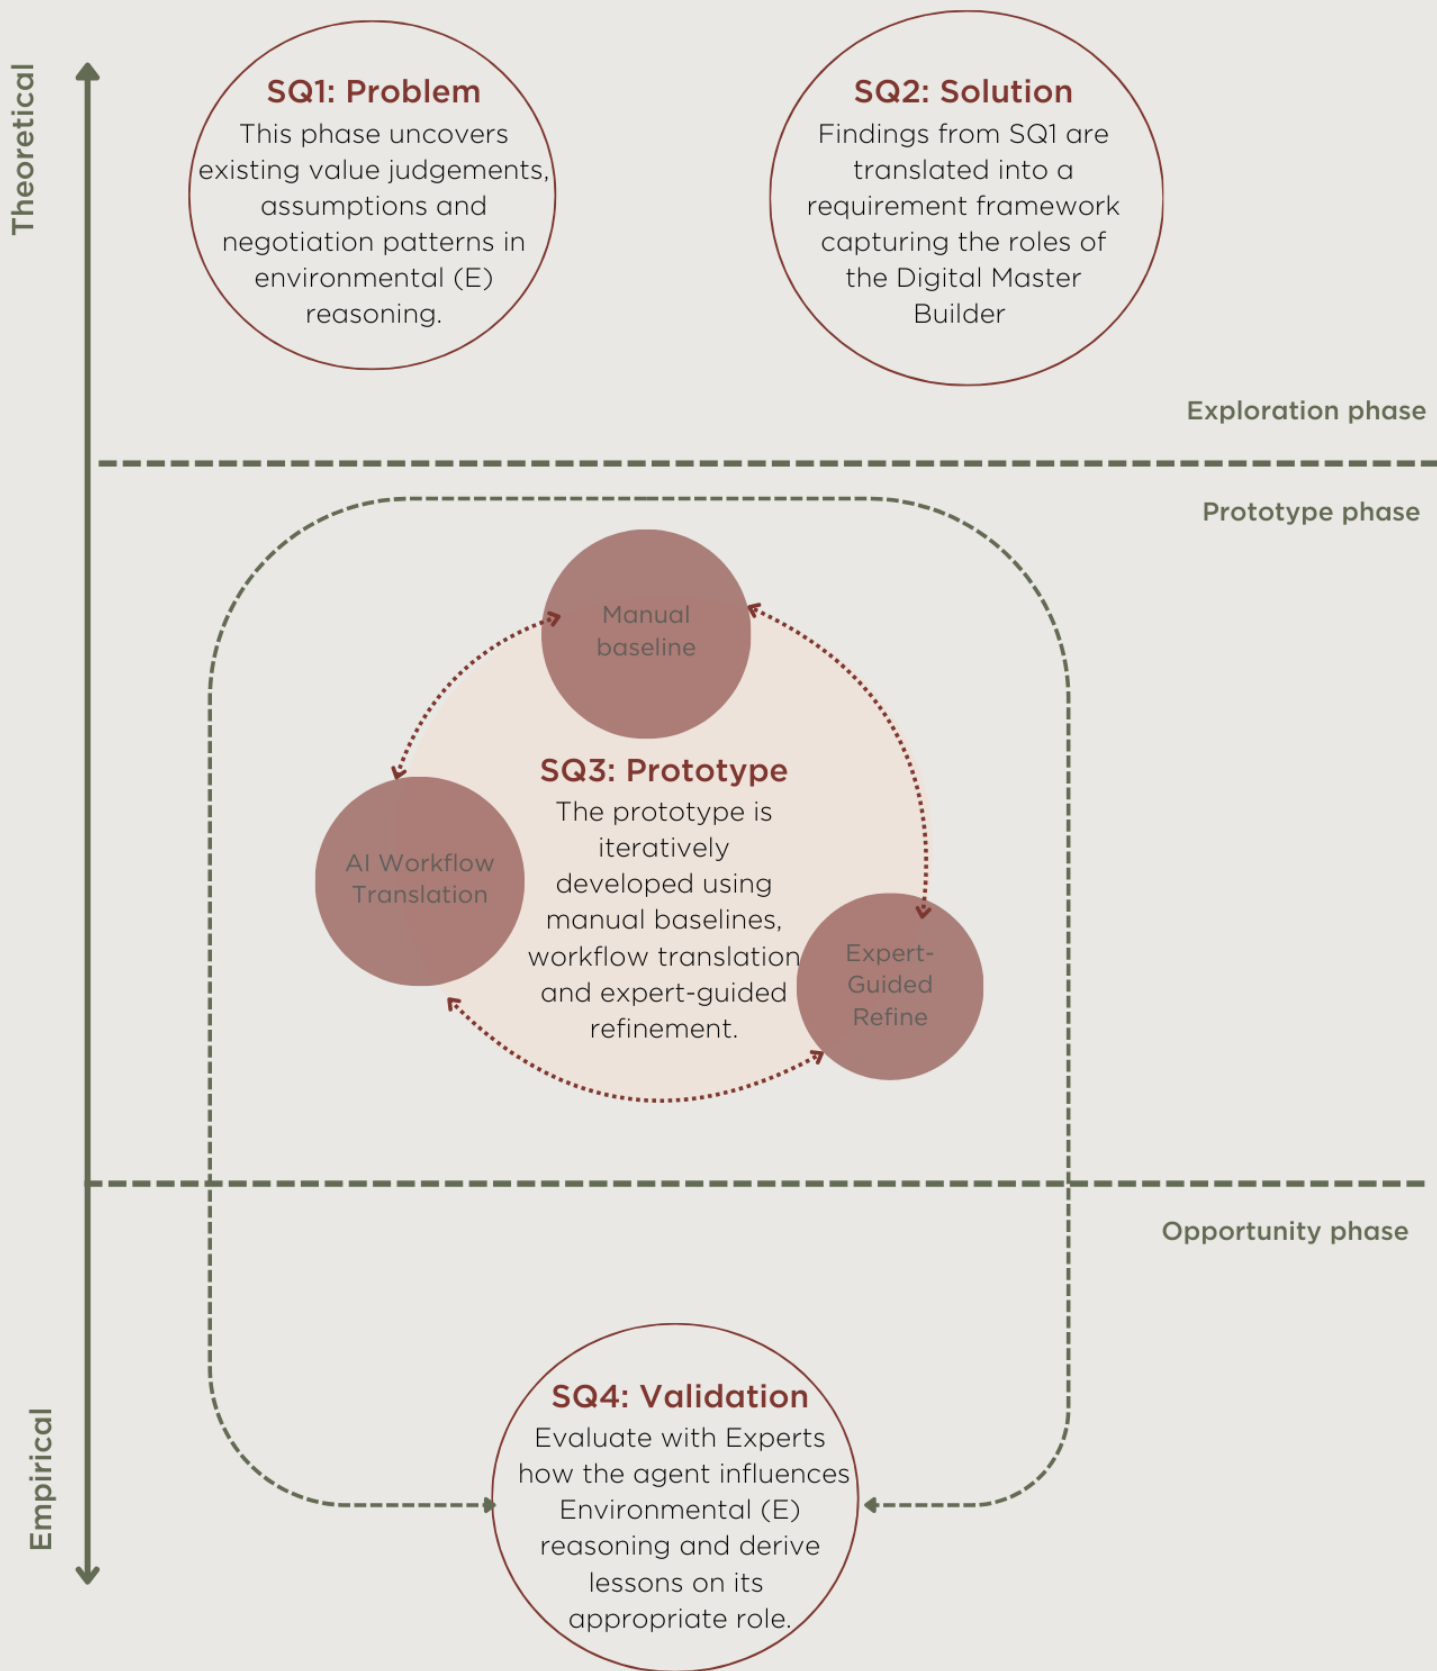 Theoretical
SQ1: Problem
This phase uncovers
existing value judgements,
assumptions and
negotiation patterns in
environmental (E)
reasoning.
SQ2: Solution
Findings from SQ1 are
translated into a
requirement framework
capturing the roles of
the Digital Master
Builder
Exploration phase
Prototype phase
Manual
baseline
SQ3: Prototype
The prototype is
iteratively
developed using
manual baselines,
workflow translation
and expert-guided
refinement.
AI Workflow
Translation
Expert-
Guided
Refine
Opportunity phase
Empirical
SQ4: Validation
Evaluate with Experts
how the agent influences
Environmental (E)
reasoning and derive
lessons on its
appropriate role.